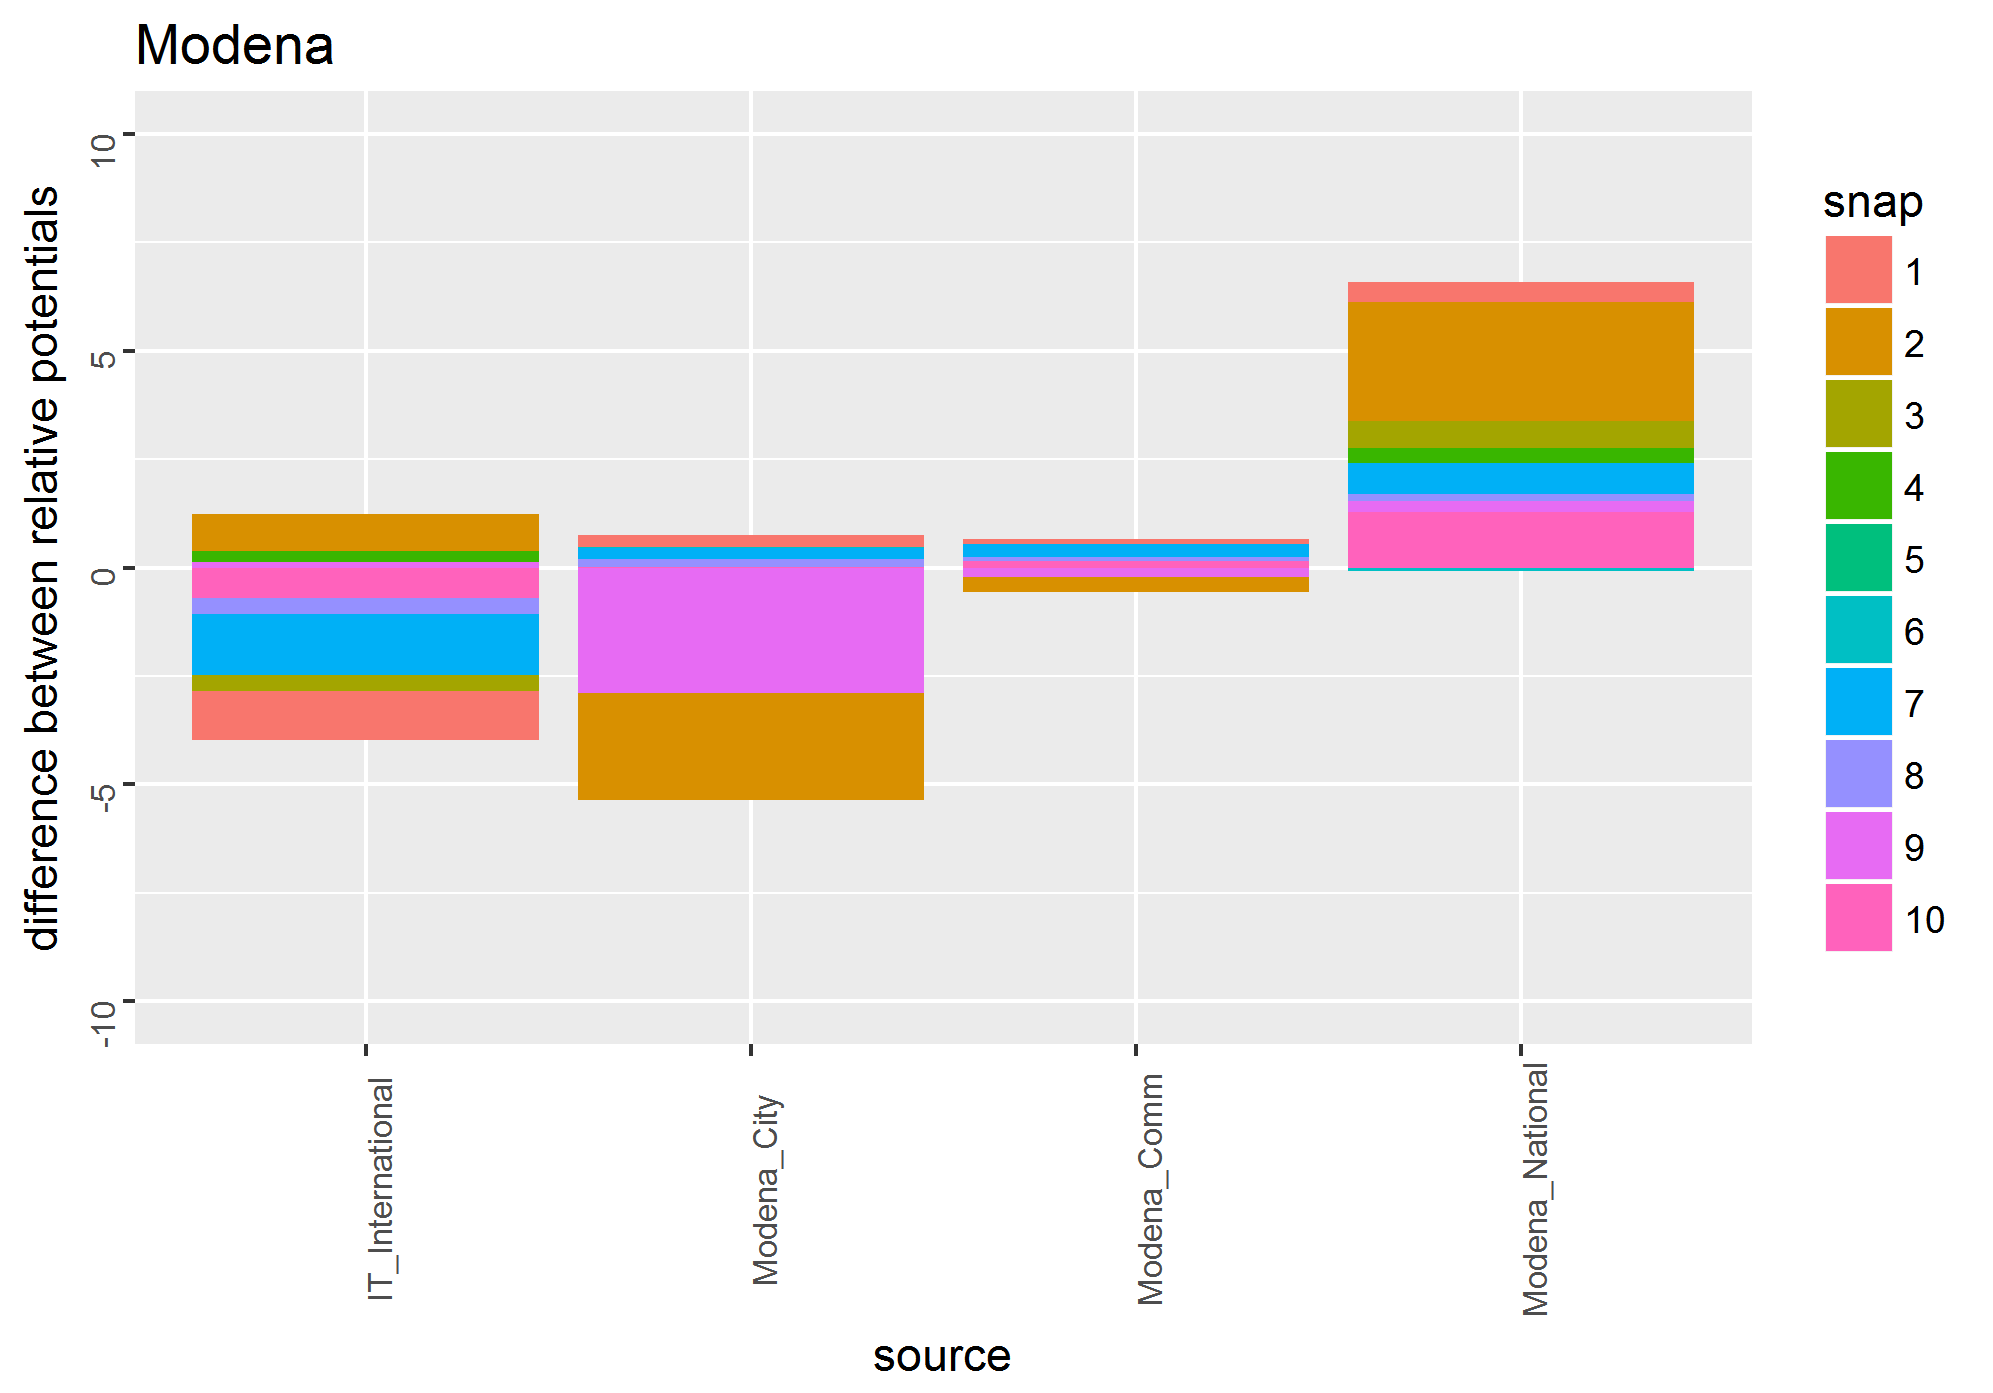 Modena
difference between relative potentials
10
5
0
-5
-10
IT_International
Modena_City
Modena_Comm
Modena_National
source
snap
1
2
3
4
5
6
7
8
9
10